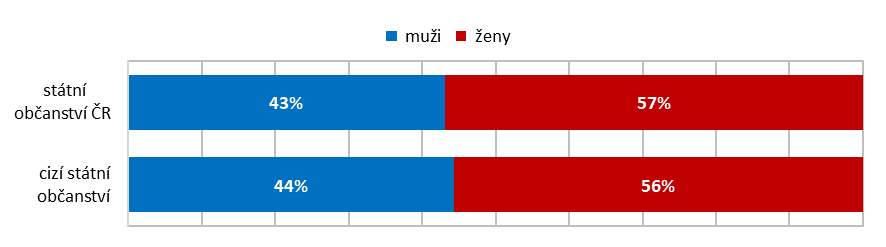 muži ženy
státní
občanství ČR
43% 57%
cizí státní
občanství
44% 56%